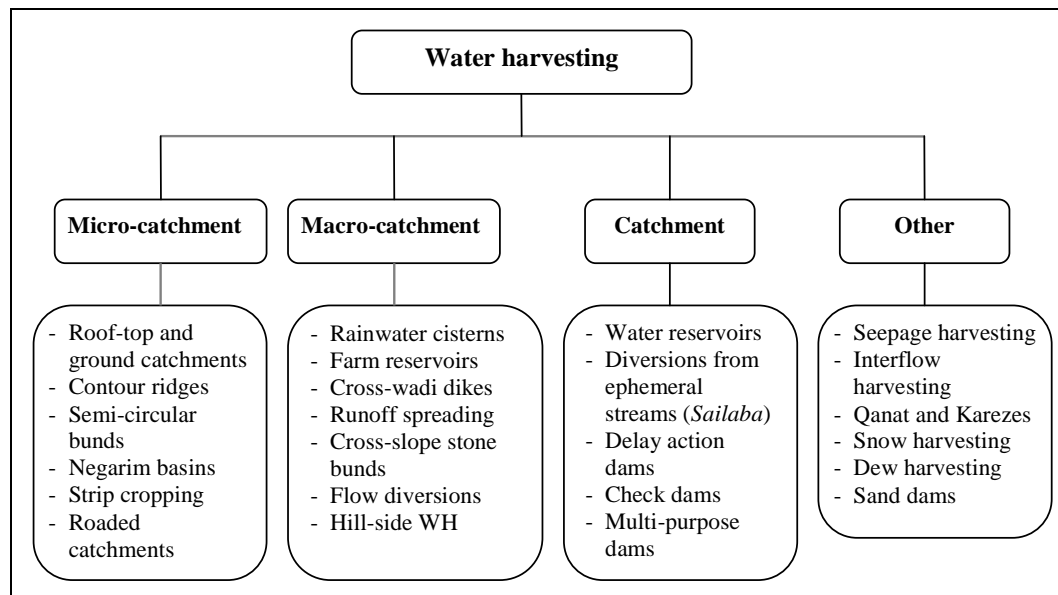 Water harvesting
Micro-catchment
Macro-catchment
Catchment
Other
- Roof-top and
ground catchments
- Contour ridges
- Semi-circular
bunds
- Negarim basins
- Strip cropping
- Roaded
catchments
- Rainwater cisterns
- Farm reservoirs
- Cross-wadi dikes
- Runoff spreading
- Cross-slope stone
bunds
- Flow diversions
- Hill-side WH
- Water reservoirs
- Diversions from
ephemeral
streams (Sailaba)
- Delay action
dams
- Check dams
- Multi-purpose
dams
- Seepage harvesting
- Interflow
harvesting
- Qanat and Karezes
- Snow harvesting
- Dew harvesting
- Sand dams